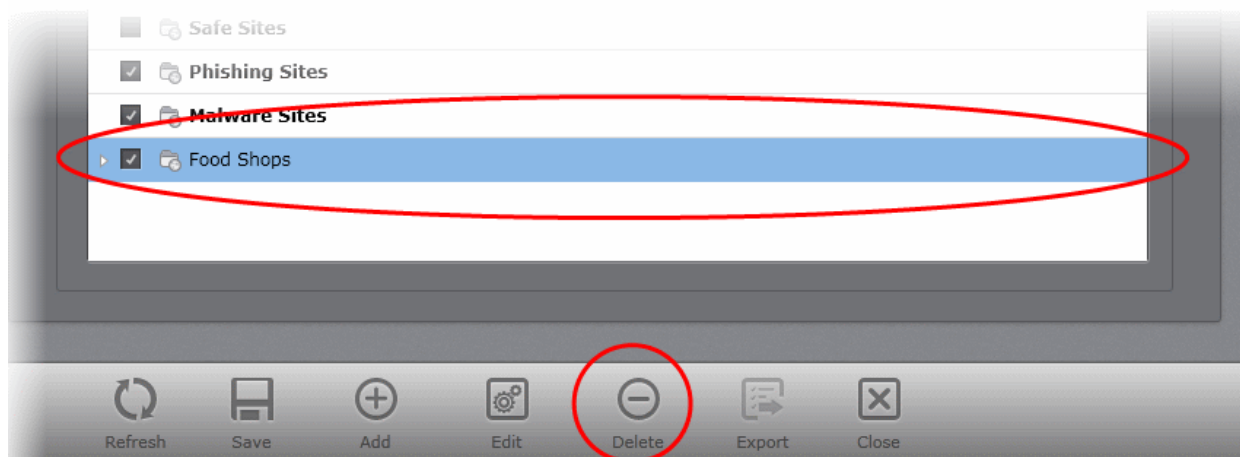 Safe Sites
Phishing Sites
Malware Sites
Food Shops
Refresh Save Add Edit Delete Export Close